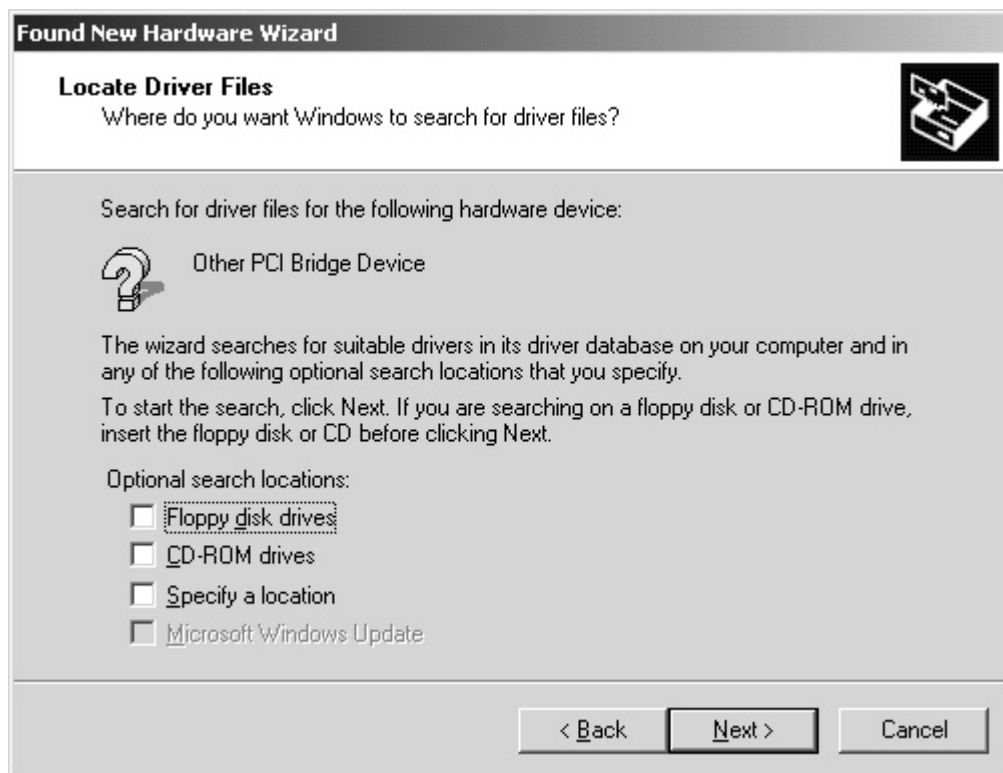 Found New Hardware Wizard
Locate Driver Files
Where do you want Windows to search for driver files?
Search for driver files for the following hardware device:
Other PCI Bridge Device
The wizard searches for suitable drivers in its driver database on your computer and in
any of the following optional search locations that you specify.
To start the search, click Next. If you are searching on a floppy disk or CD-ROM drive,
insert the floppy disk or CD before clicking Next.
Optional search locations:
Floppy disk drives
CD-ROM drives
Specify a location
Microsoft Windows Update
< Back Next > Cancel